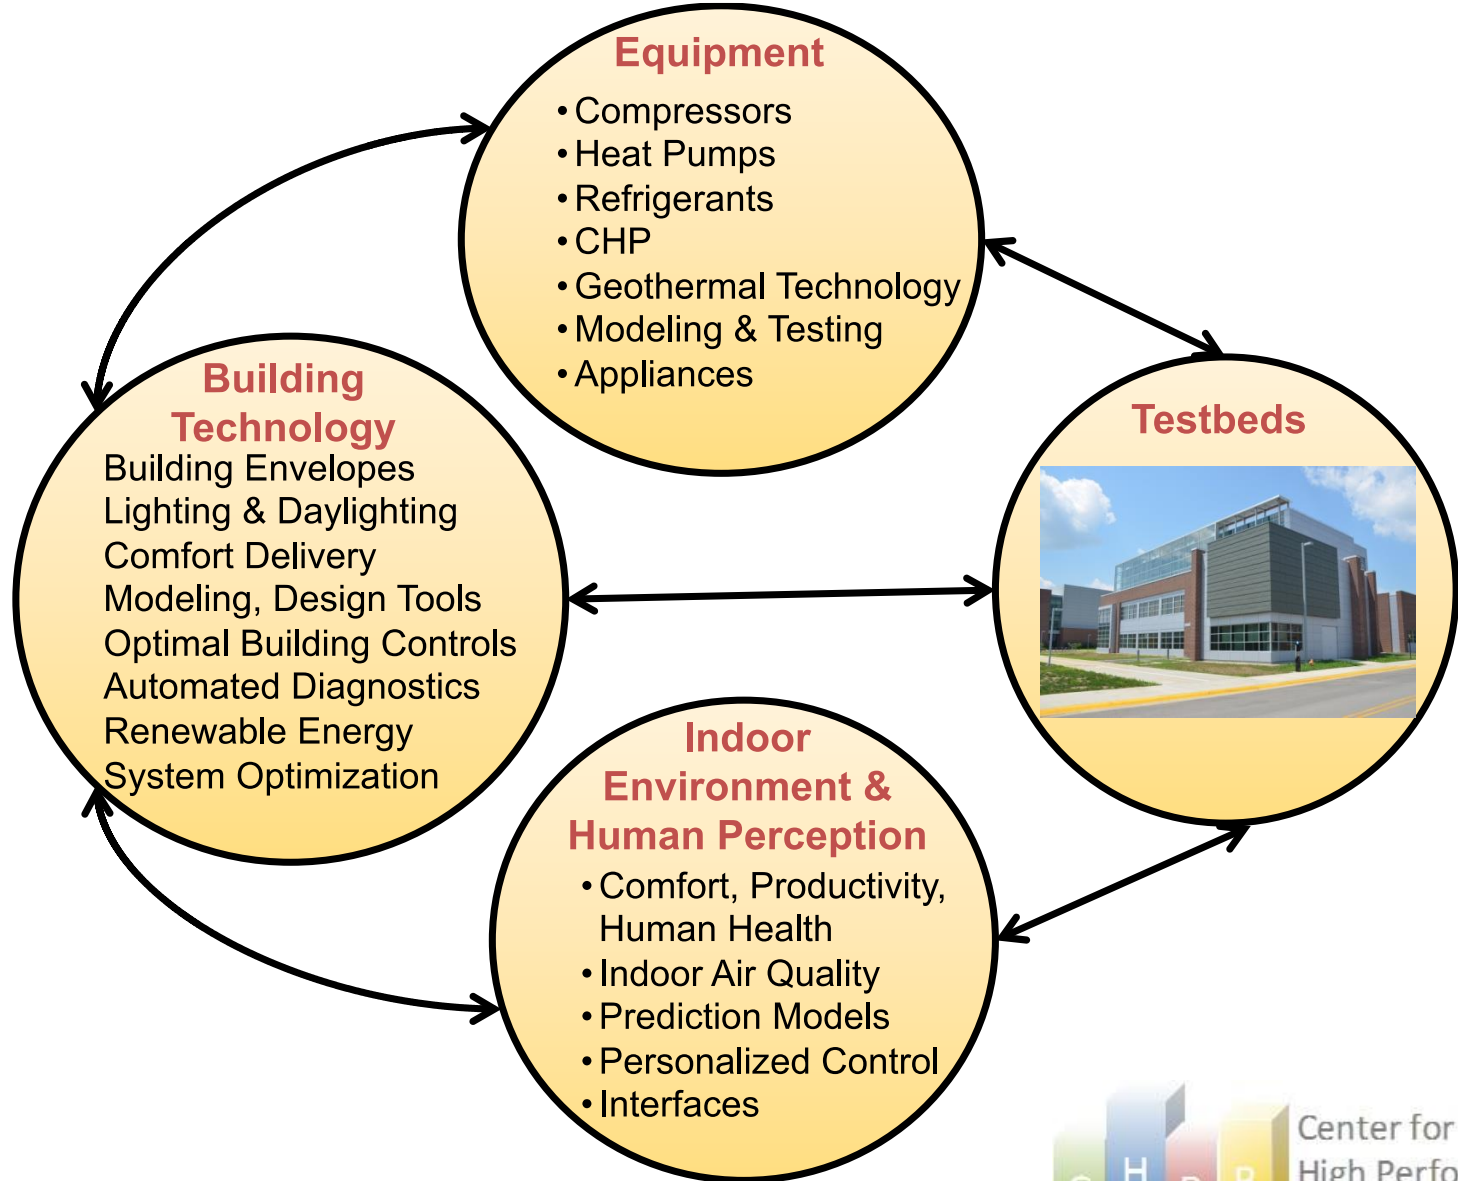 Equipment
• Compressors
• Heat Pumps
• Refrigerants
• CHP
• Geothermal Technology
• Modeling & Testing
• Appliances
Building
Technology
Building Envelopes
Lighting & Daylighting
Comfort Delivery
Modeling, Design Tools
Optimal Building Controls
Automated Diagnostics
Renewable Energy
System Optimization
Testbeds
Indoor
Environment &
Human Perception
• Comfort, Productivity,
Human Health
• Indoor Air Quality
• Prediction Models
• Personalized Control
• Interfaces
Center for
High Perfo
H
B